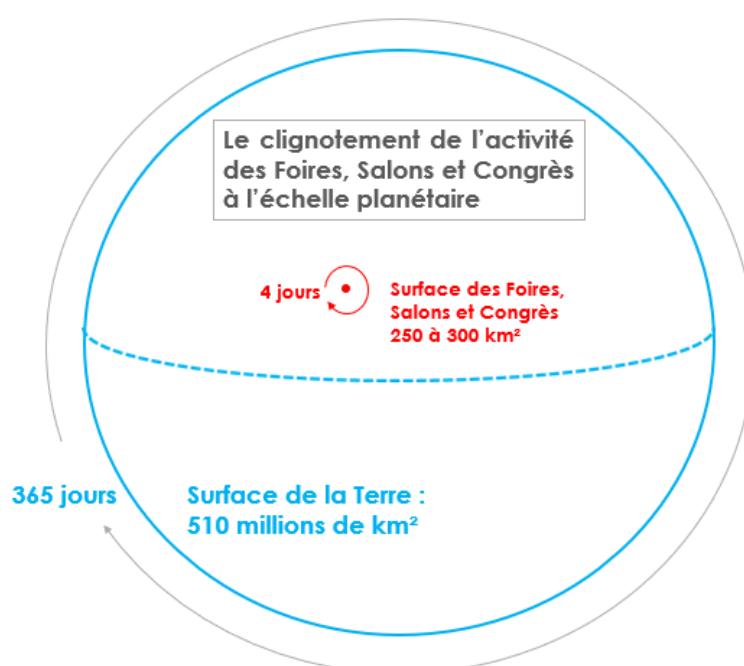 Le clignotement de l’activité
des Foires, Salons et Congrès
à l’échelle planétaire
4 jours
Surface des Foires,
Salons et Congrès
250 à 300 km²
365 jours
Surface de la Terre :
510 millions de km²